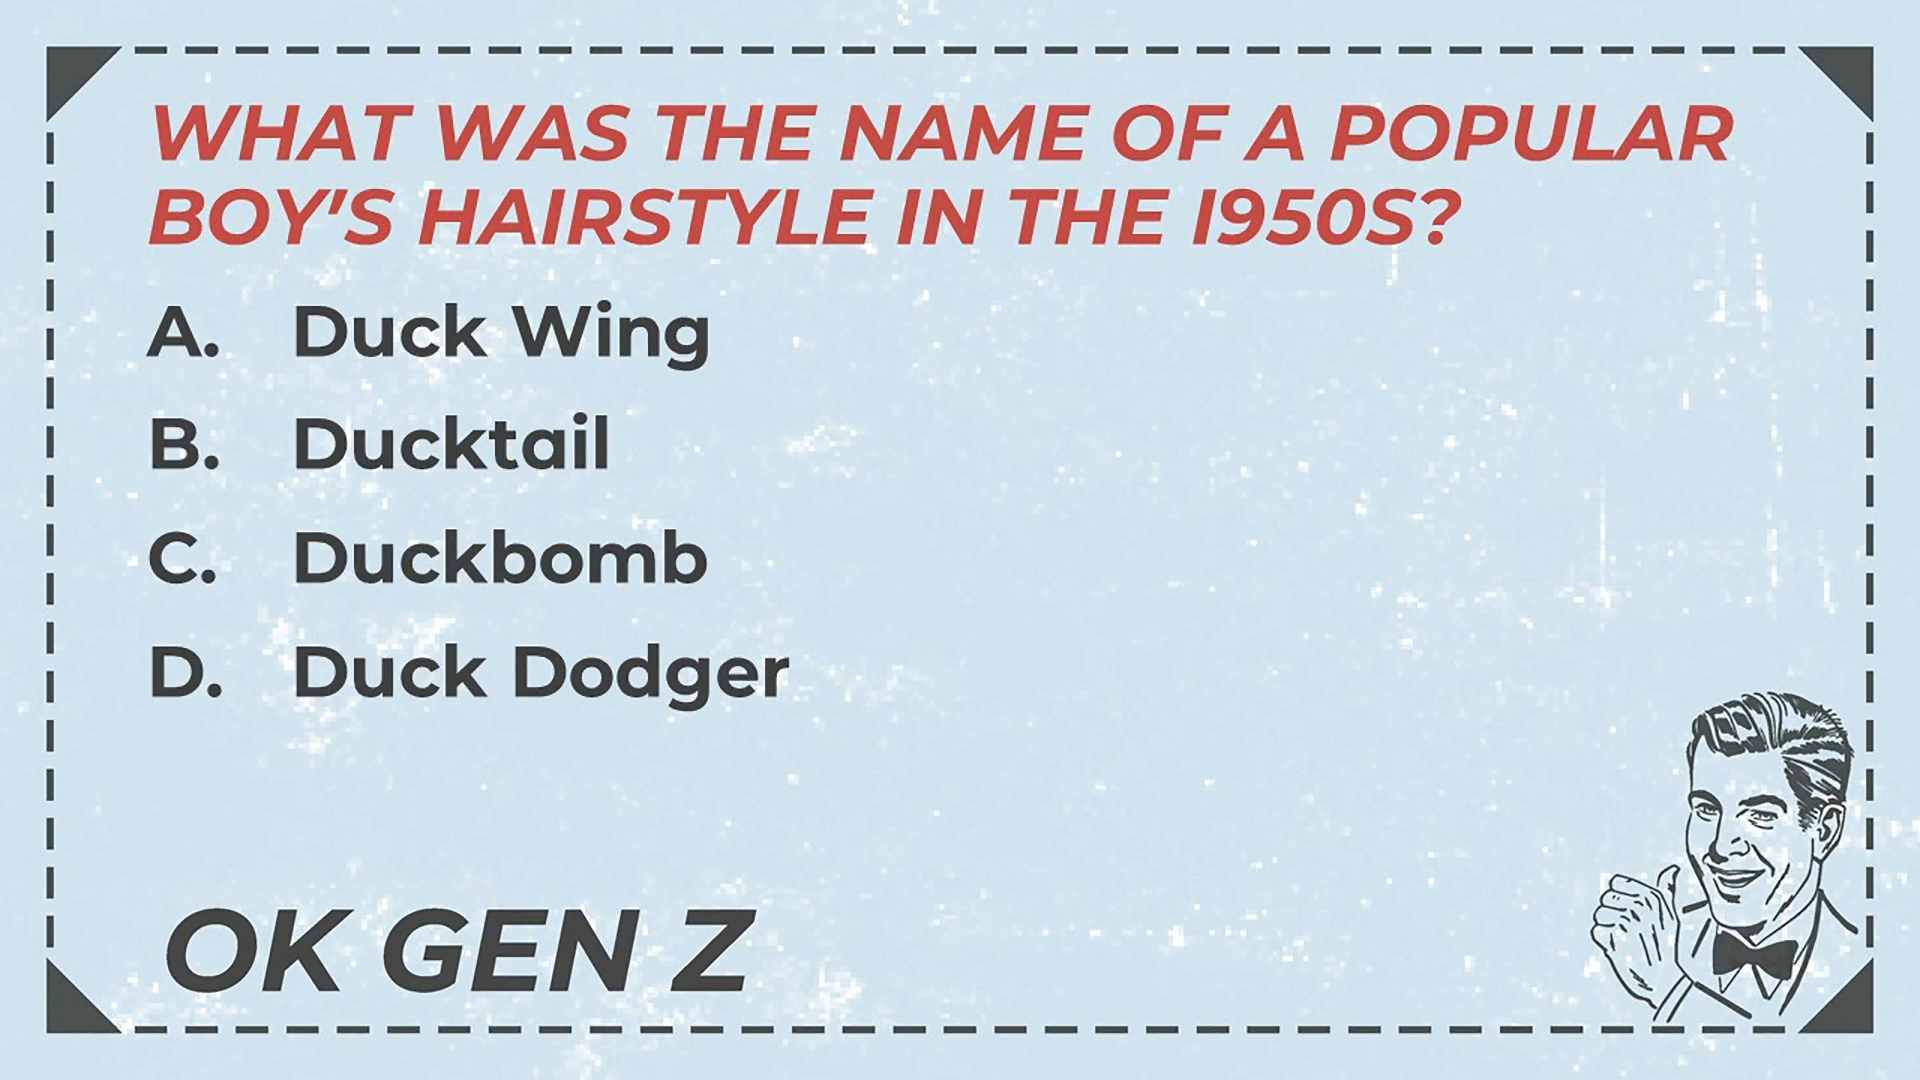 WHAT WAS THE NAME OF A POPULAR
BOY'S HAIRSTYLE IN THE 1950S?
A. Duck Wing
B. Ducktail
C. Duckbomb
D. Duck Dodger
OK GEN Z